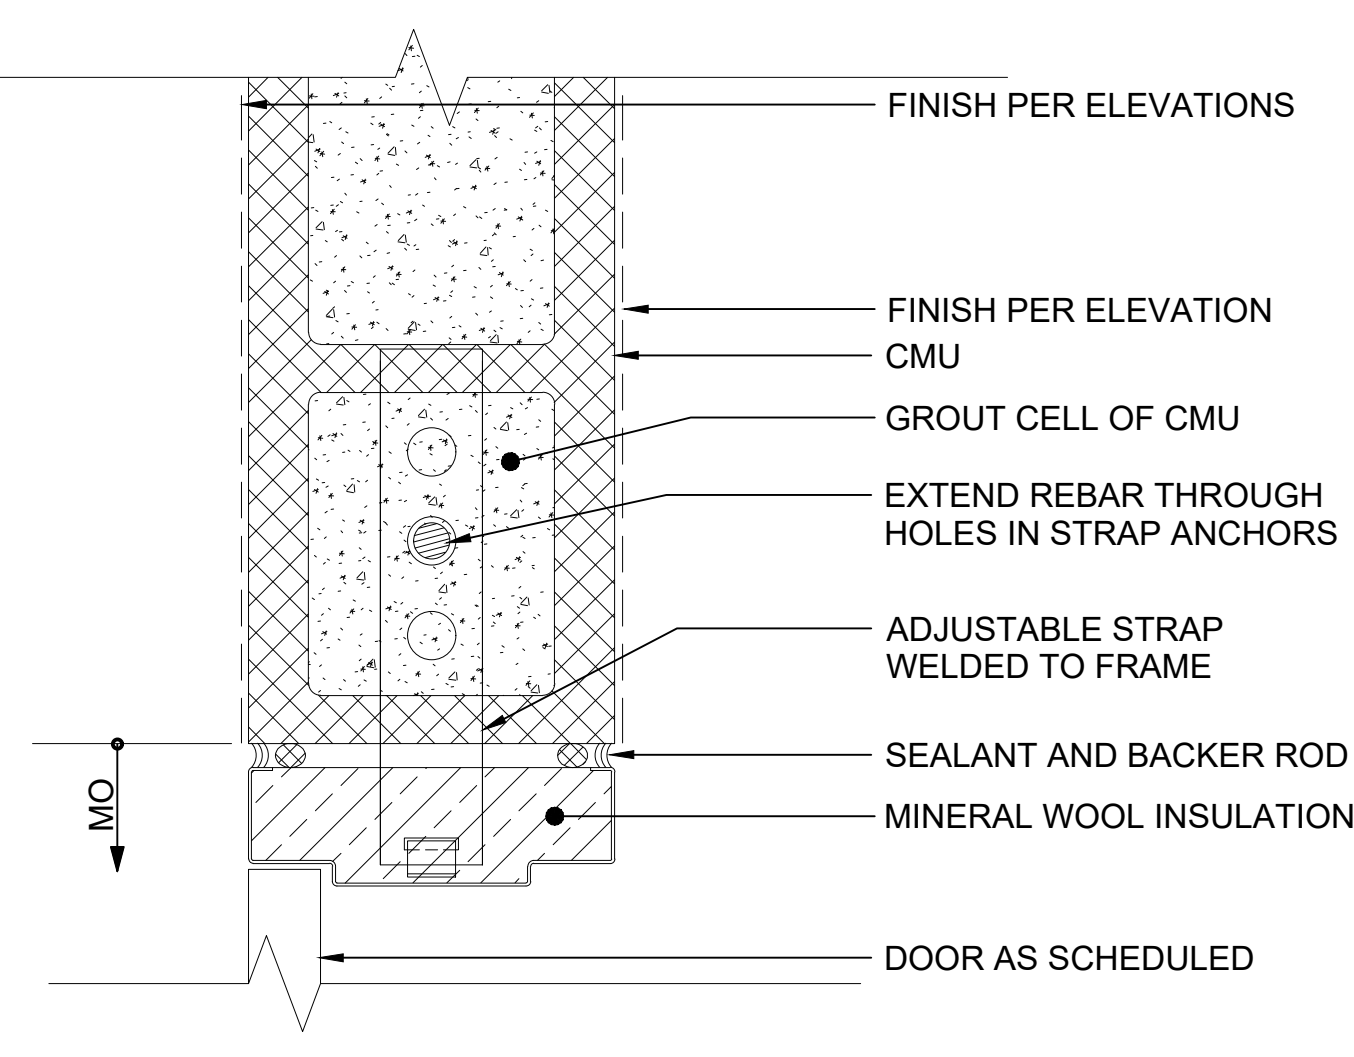 FINISH PER ELEVATIONS
FINISH PER ELEVATION
CMU
GROUT CELL OF CMU
EXTEND REBAR THROUGH
HOLES IN STRAP ANCHORS
ADJUSTABLE STRAP
WELDED TO FRAME
SEALANT AND BACKER ROD
MO
MINERAL WOOL INSULATION
DOOR AS SCHEDULED